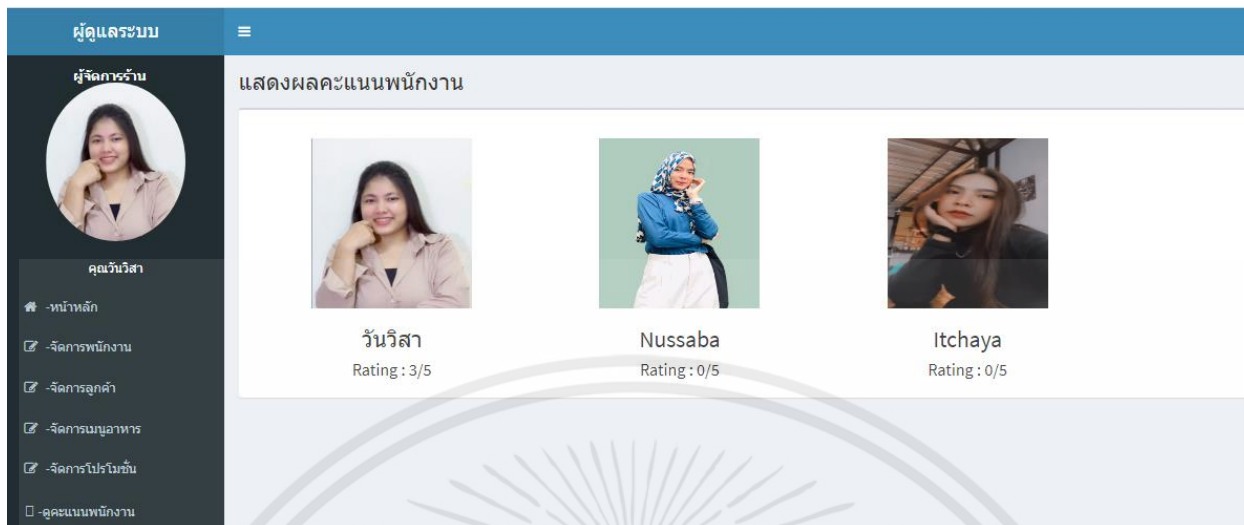 ผู้ดูแลระบบ
ผู้จัดการร้าน
คุณวันวิสา
-หน้าหลัก
-จัดการพนักงาน
-จัดการลูกค้า
-จัดการเมนูอาหาร
-จัดการโปรโมชั่น
-ดูคะแนนพนักงาน
แสดงผลคะแนนพนักงาน
วันวิสา
Rating : 3/5
Nussaba
Rating : 0/5
Itchaya
Rating : 0/5